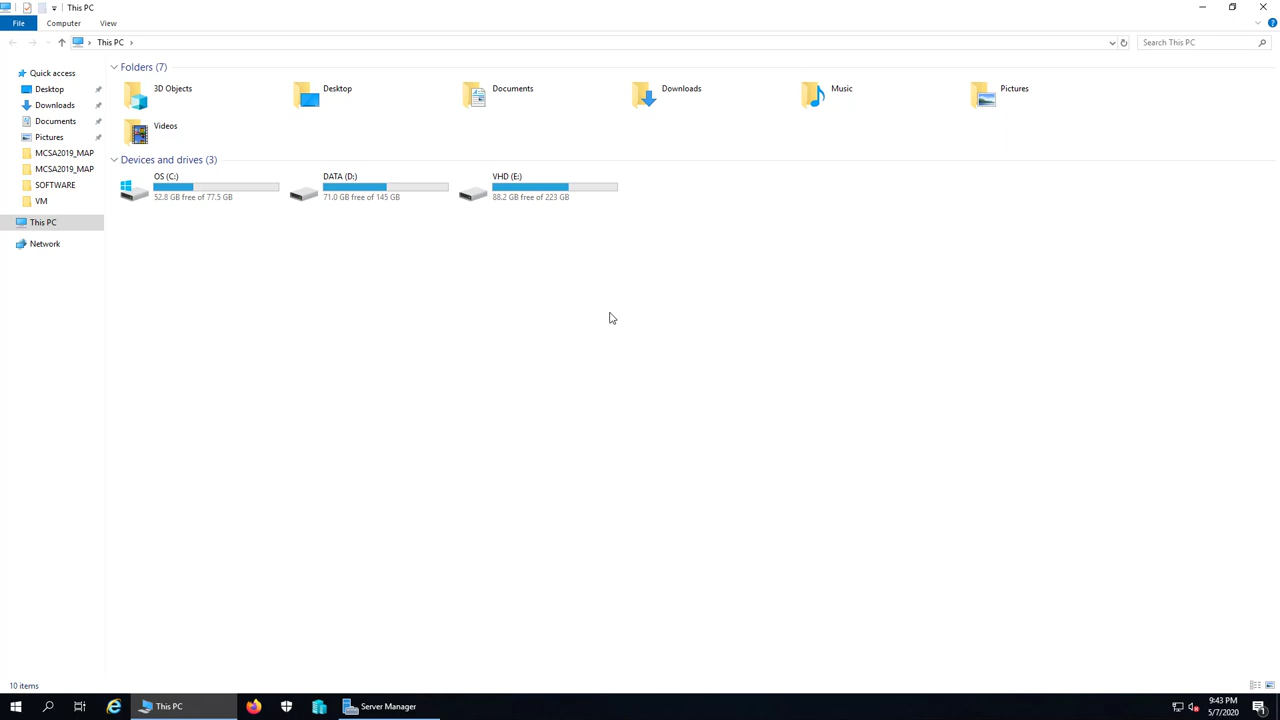 This PC
File Computer View
This PC
Search This PC
Quick access
Desktop
Downloads
Documents
Pictures
MCSA2019_MAP
MCSA2019_MAP
SOFTWARE
VM
This PC
Network
Folders (7)
3D Objects
Desktop
Documents
Downloads
Music
Pictures
Videos
Devices and drives (3)
OS (C:)
52.8 GB free of 77.5 GB
DATA (D:)
71.0 GB free of 145 GB
VHD (E:)
88.2 GB free of 223 GB
10 items
This PC
Server Manager
9:43 PM
5/7/2020
1